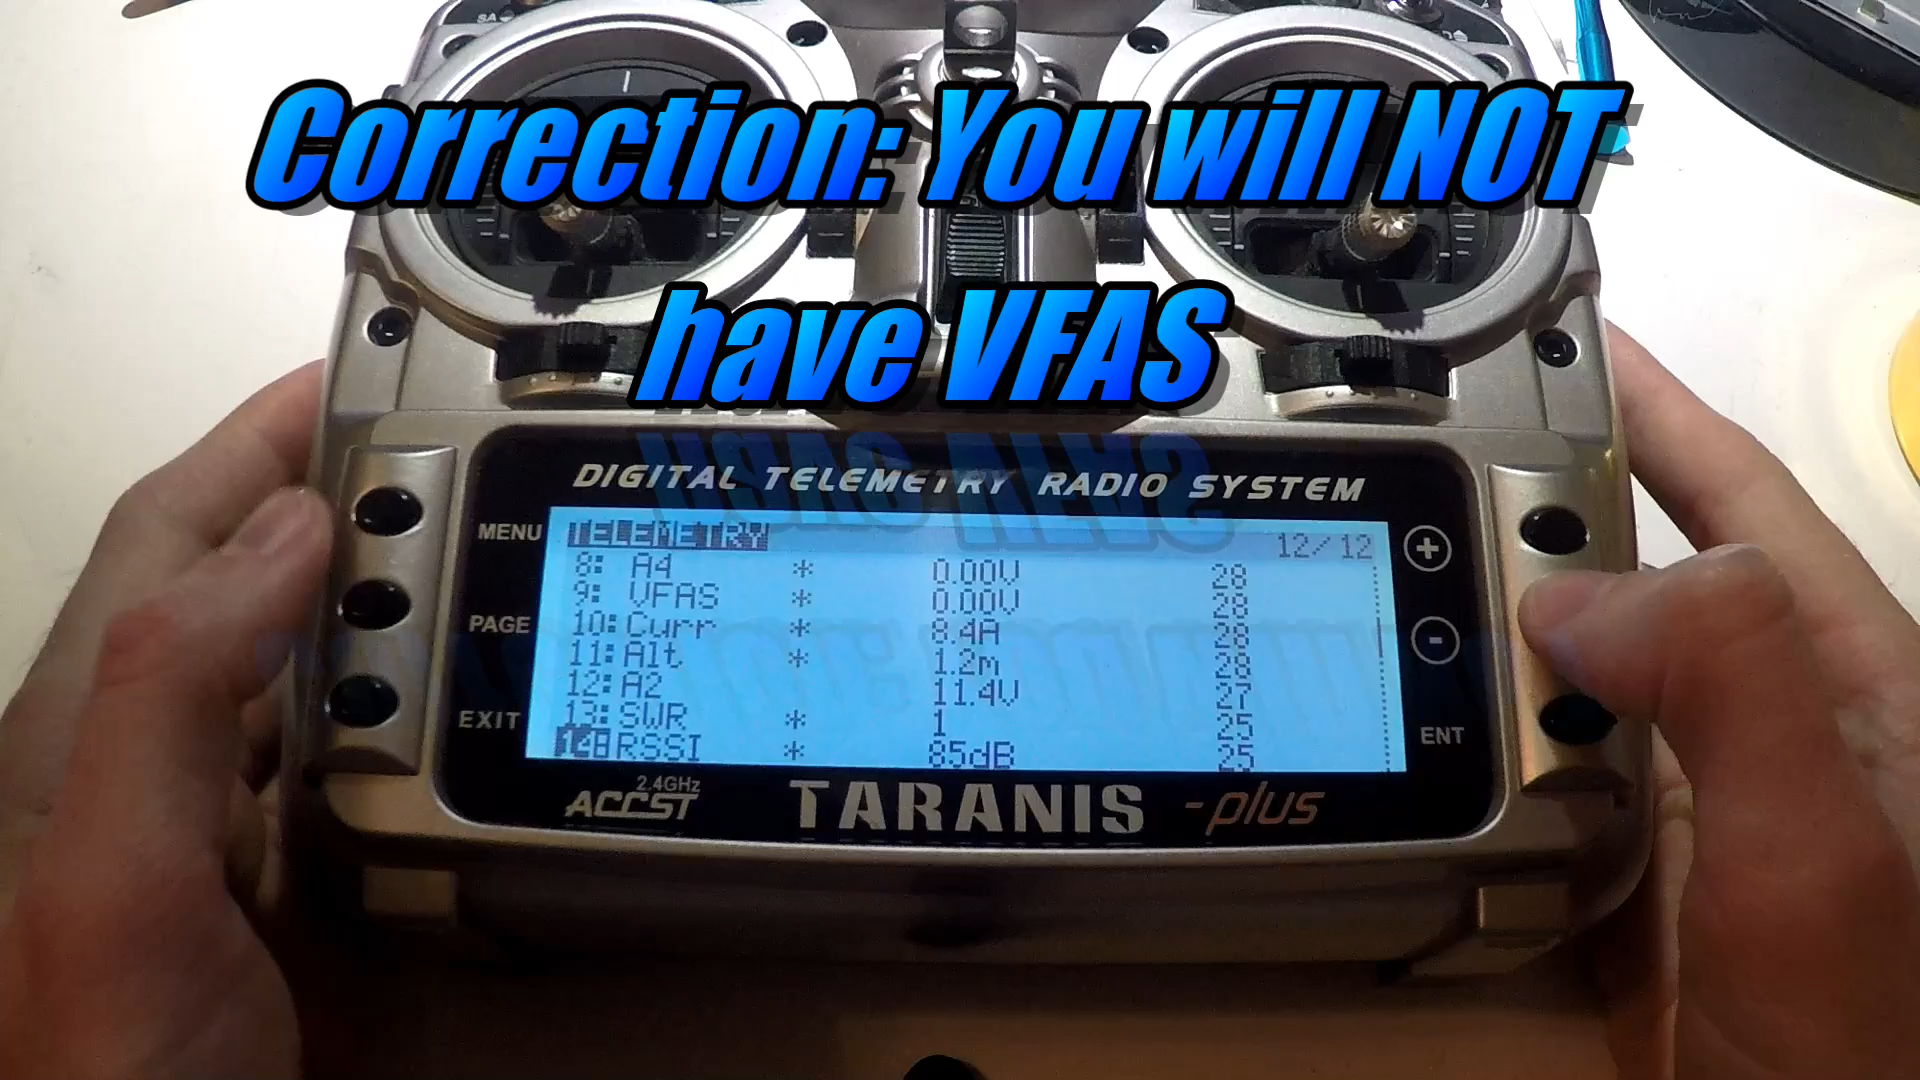 SA
Correction: You will NOT
have VFAS
DIGITAL TELEMETRY RADIO SYSTEM
MENU
PAGE
EXIT
TELEMETRY 12/12
8: A4 * 0.00V 28
9: VFAS * 0.00V 28
10: Curr * 8.4A 28
11: Alt * 1.2m 28
12: A2 11.4V 27
13: SWR * 1 25
14: RSSI * 85dB 25
+
-
ENT
2.4GHz
ACCST
TARANIS -plus